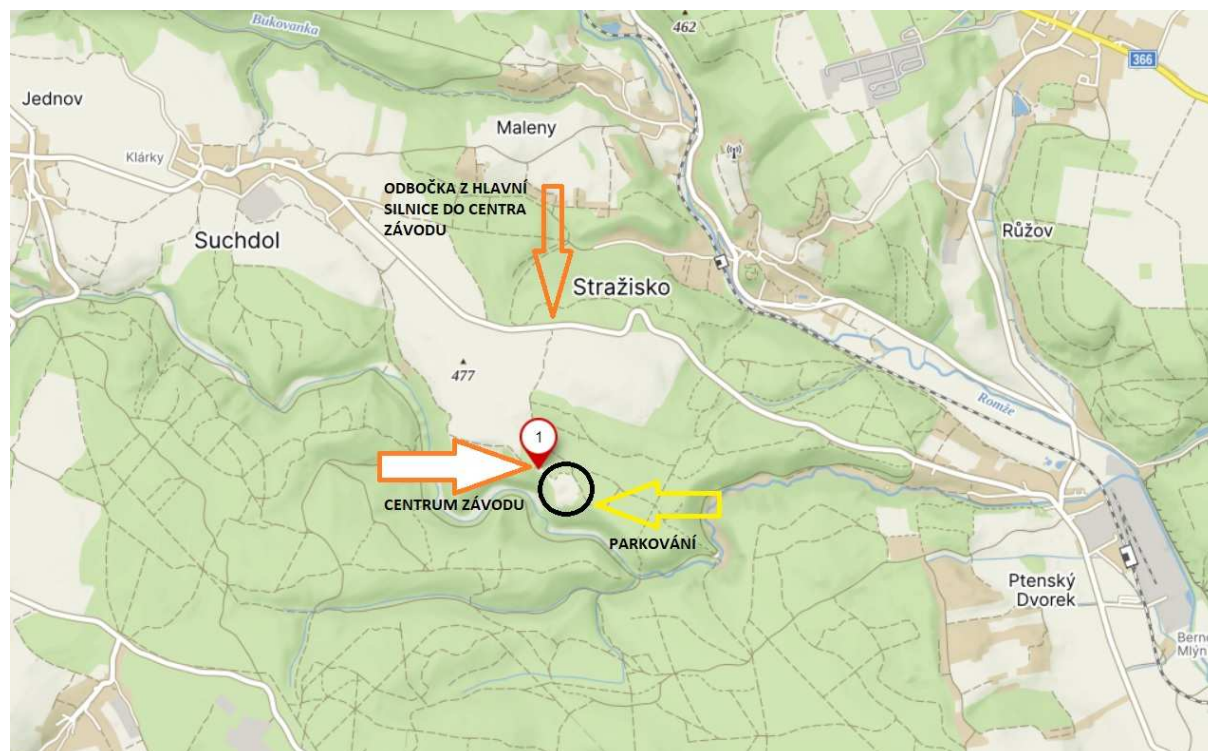 Bukovanka
462
366
Jednov
Maleny
Klárky
ODBOČKA Z HLAVNÍ
SILNICE DO CENTRA
ZÁVODU
Suchdol
Růžov
Stražisko
477
Romže
1
CENTRUM ZÁVODU
PARKOVÁNÍ
Ptenský
Dvorek
Mlýn